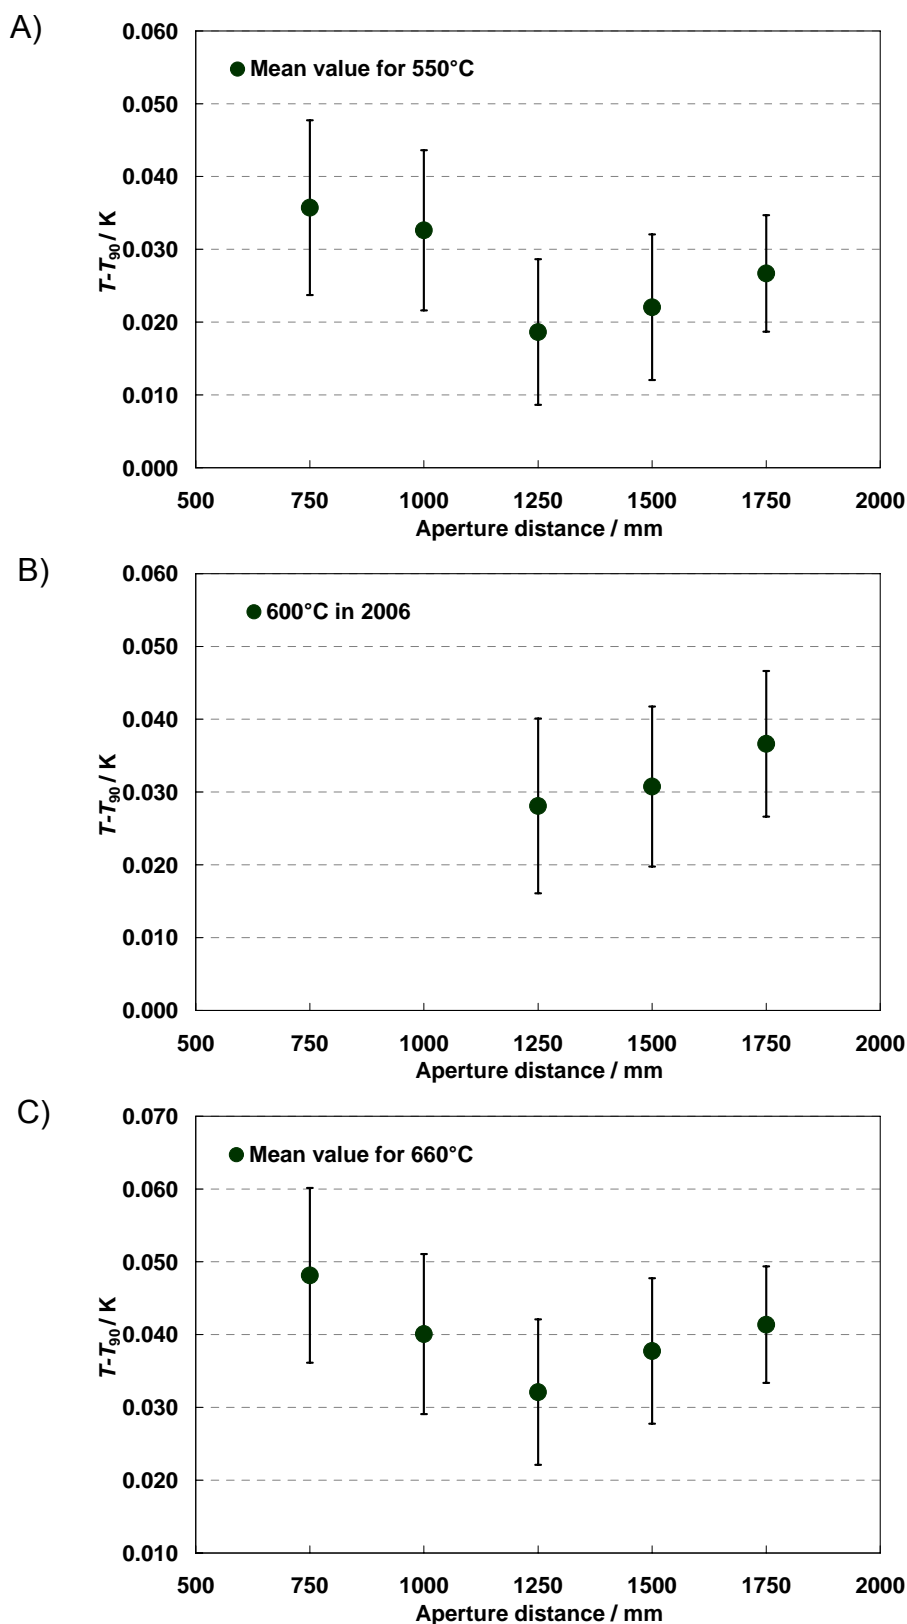 A)
0.060
Mean value for 550°C
0.050
0.040
0.030
T-T90 / K
0.020
0.010
0.000
500 750 1000 1250 1500 1750 2000
Aperture distance / mm
B)
0.060
600°C in 2006
0.050
0.040
0.030
T-T90 / K
0.020
0.010
0.000
500 750 1000 1250 1500 1750 2000
Aperture distance / mm
C)
0.070
Mean value for 660°C
0.060
0.050
0.040
T-T90 / K
0.030
0.020
0.010
500 750 1000 1250 1500 1750 2000
Aperture distance / mm